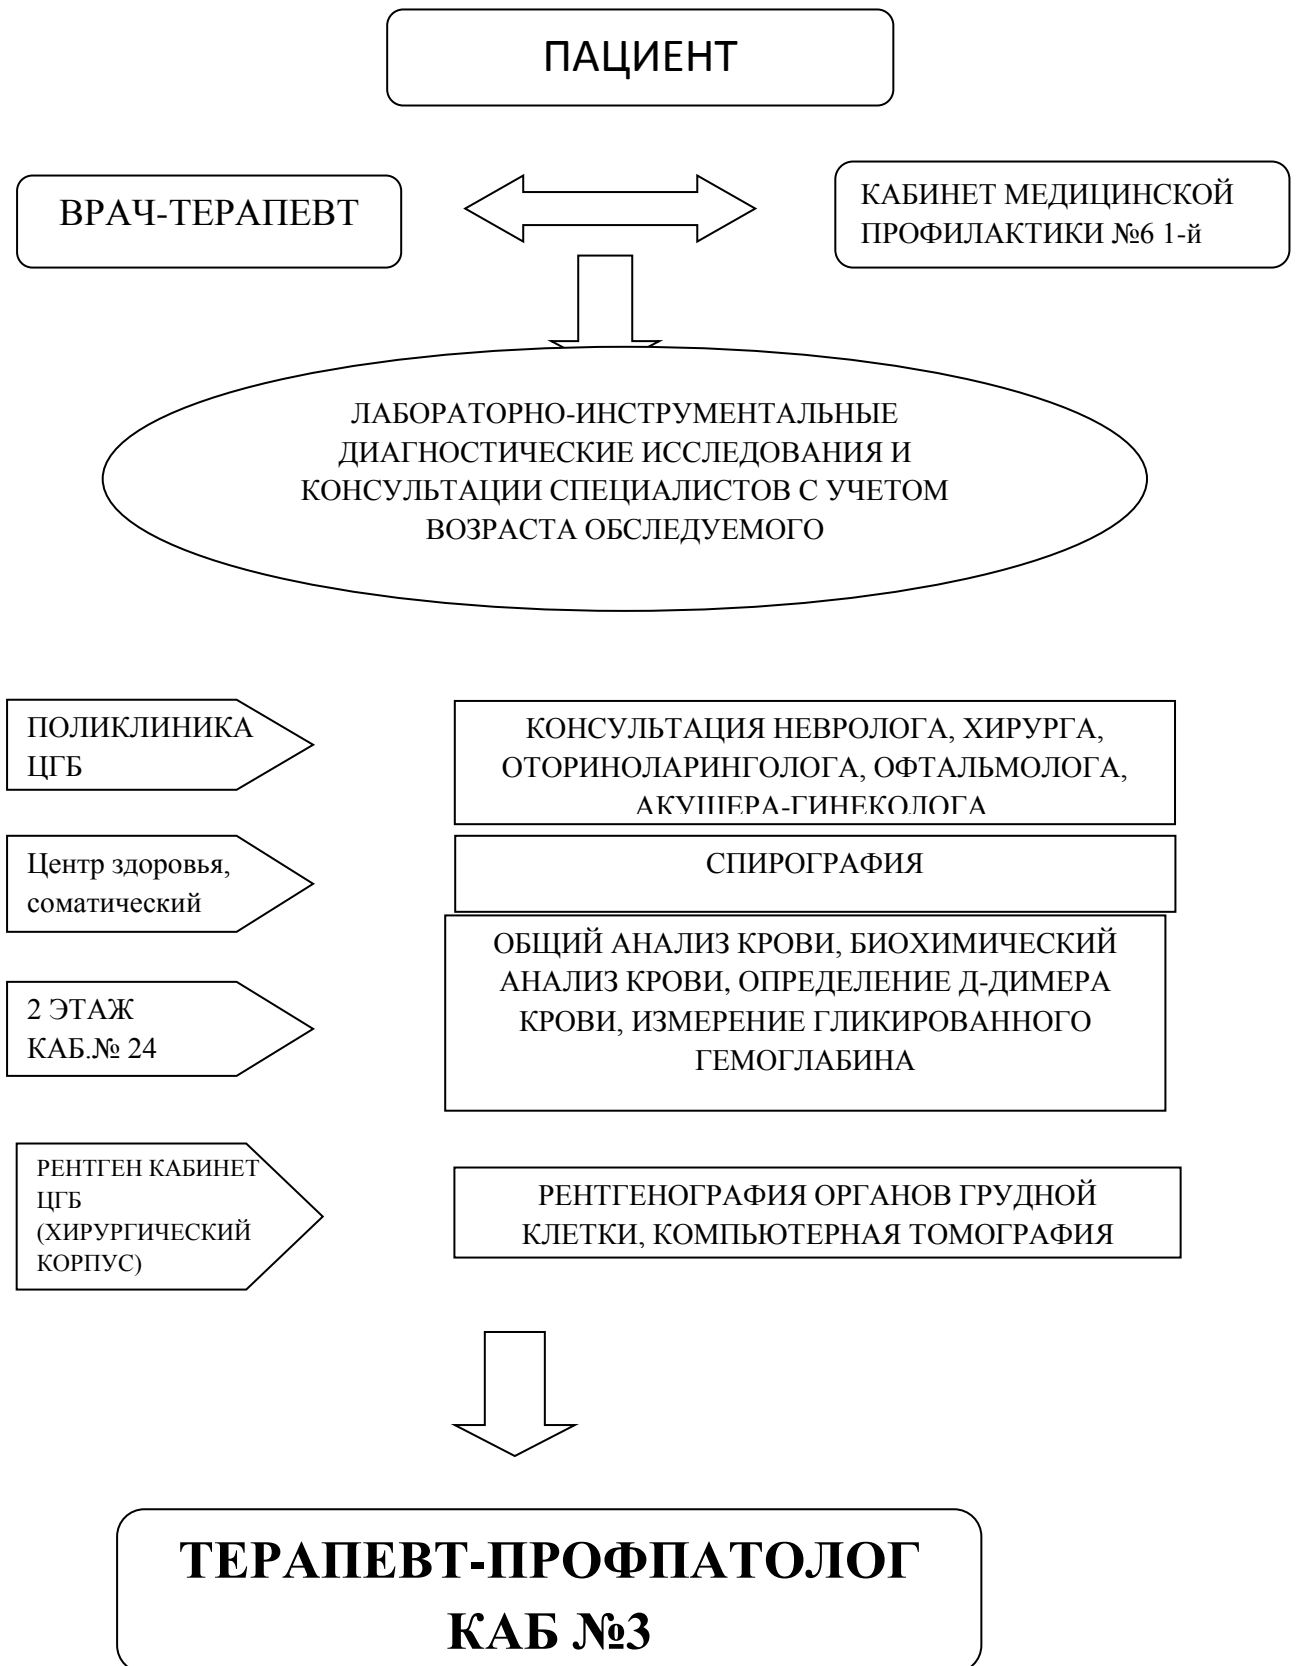 ПАЦИЕНТ
ВРАЧ-ТЕРАПЕВТ
КАБИНЕТ МЕДИЦИНСКОЙ
ПРОФИЛАКТИКИ №6 1-й
ЛАБОРАТОРНО-ИНСТРУМЕНТАЛЬНЫЕ
ДИАГНОСТИЧЕСКИЕ ИССЛЕДОВАНИЯ И
КОНСУЛЬТАЦИИ СПЕЦИАЛИСТОВ С УЧЕТОМ
ВОЗРАСТА ОБСЛЕДУЕМОГО
ПОЛИКЛИНИКА
ЦГБ
КОНСУЛЬТАЦИЯ НЕВРОЛОГА, ХИРУРГА,
ОТОРИНОЛАРИНГОЛОГА, ОФТАЛЬМОЛОГА,
АКУШЕРА-ГИНЕКОЛОГА
Центр здоровья,
соматический
СПИРОГРАФИЯ
2 ЭТАЖ
КАБ.№ 24
ОБЩИЙ АНАЛИЗ КРОВИ, БИОХИМИЧЕСКИЙ
АНАЛИЗ КРОВИ, ОПРЕДЕЛЕНИЕ Д-ДИМЕРА
КРОВИ, ИЗМЕРЕНИЕ ГЛИКИРОВАННОГО
ГЕМОГЛАБИНА
РЕНТГЕН КАБИНЕТ
ЦГБ
(ХИРУРГИЧЕСКИЙ
КОРПУС)
РЕНТГЕНОГРАФИЯ ОРГАНОВ ГРУДНОЙ
КЛЕТКИ, КОМПЬЮТЕРНАЯ ТОМОГРАФИЯ
ТЕРАПЕВТ-ПРОФПАТОЛОГ
КАБ №3